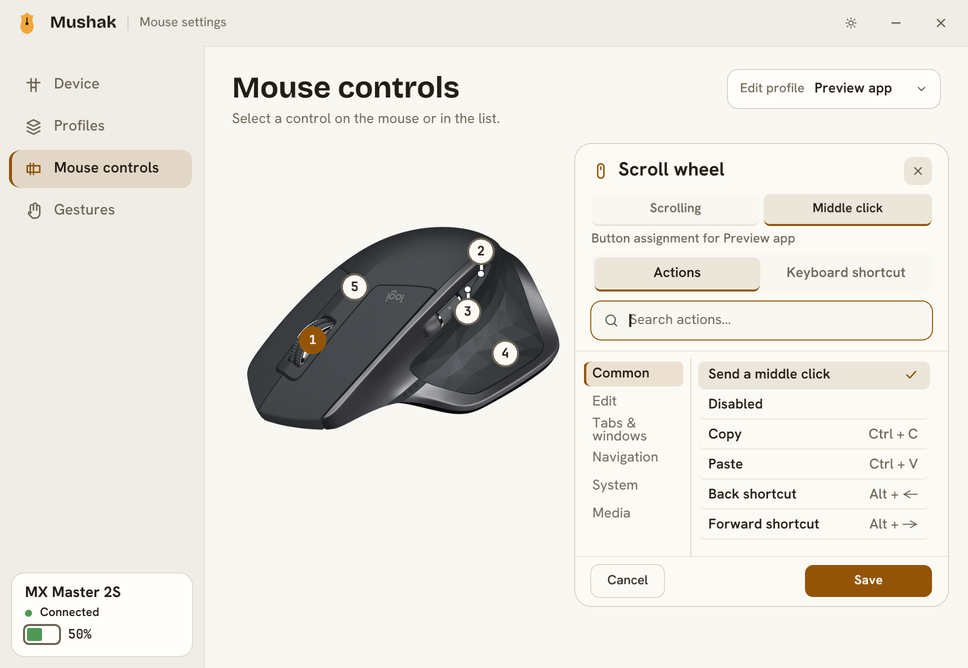 Mushak
Mouse settings
Device
Profiles
Mouse controls
Gestures
MX Master 2S
Connected
50%
Mouse controls
Select a control on the mouse or in the list.
Edit profile Preview app
logi
1
2
3
4
5
Scroll wheel
Scrolling
Middle click
Button assignment for Preview app
Actions
Keyboard shortcut
Search actions...
Common
Edit
Tabs &
windows
Navigation
System
Media
Send a middle click
Disabled
Copy Ctrl + C
Paste Ctrl + V
Back shortcut Alt + ←
Forward shortcut Alt + →
Cancel
Save